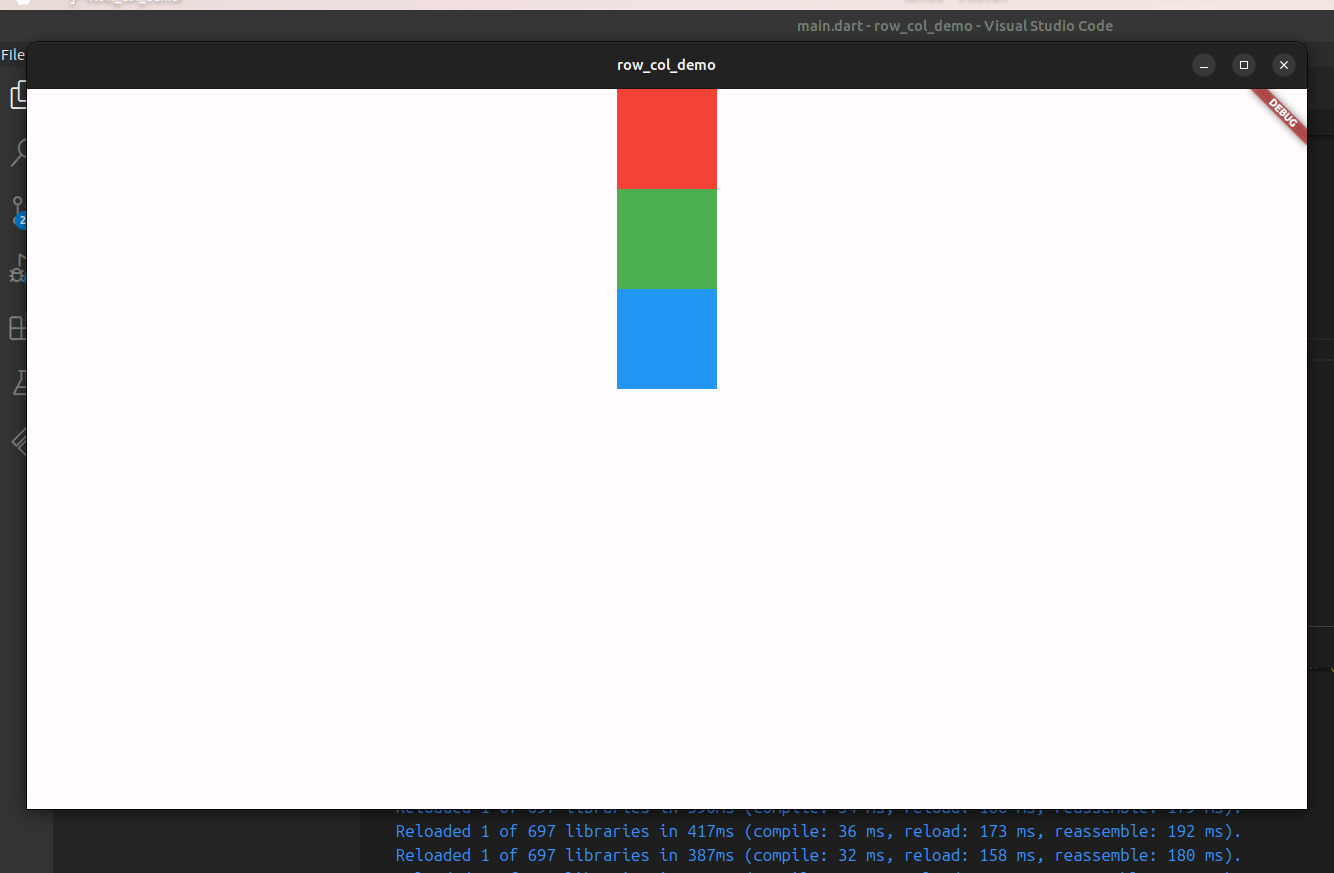 main.dart - row_col_demo - Visual Studio Code
File
row_col_demo
DEBUG
2
Reloaded 1 of 697 libraries in 417ms (compile: 36 ms, reload: 173 ms, reassemble: 192 ms).
Reloaded 1 of 697 libraries in 387ms (compile: 32 ms, reload: 158 ms, reassemble: 180 ms).